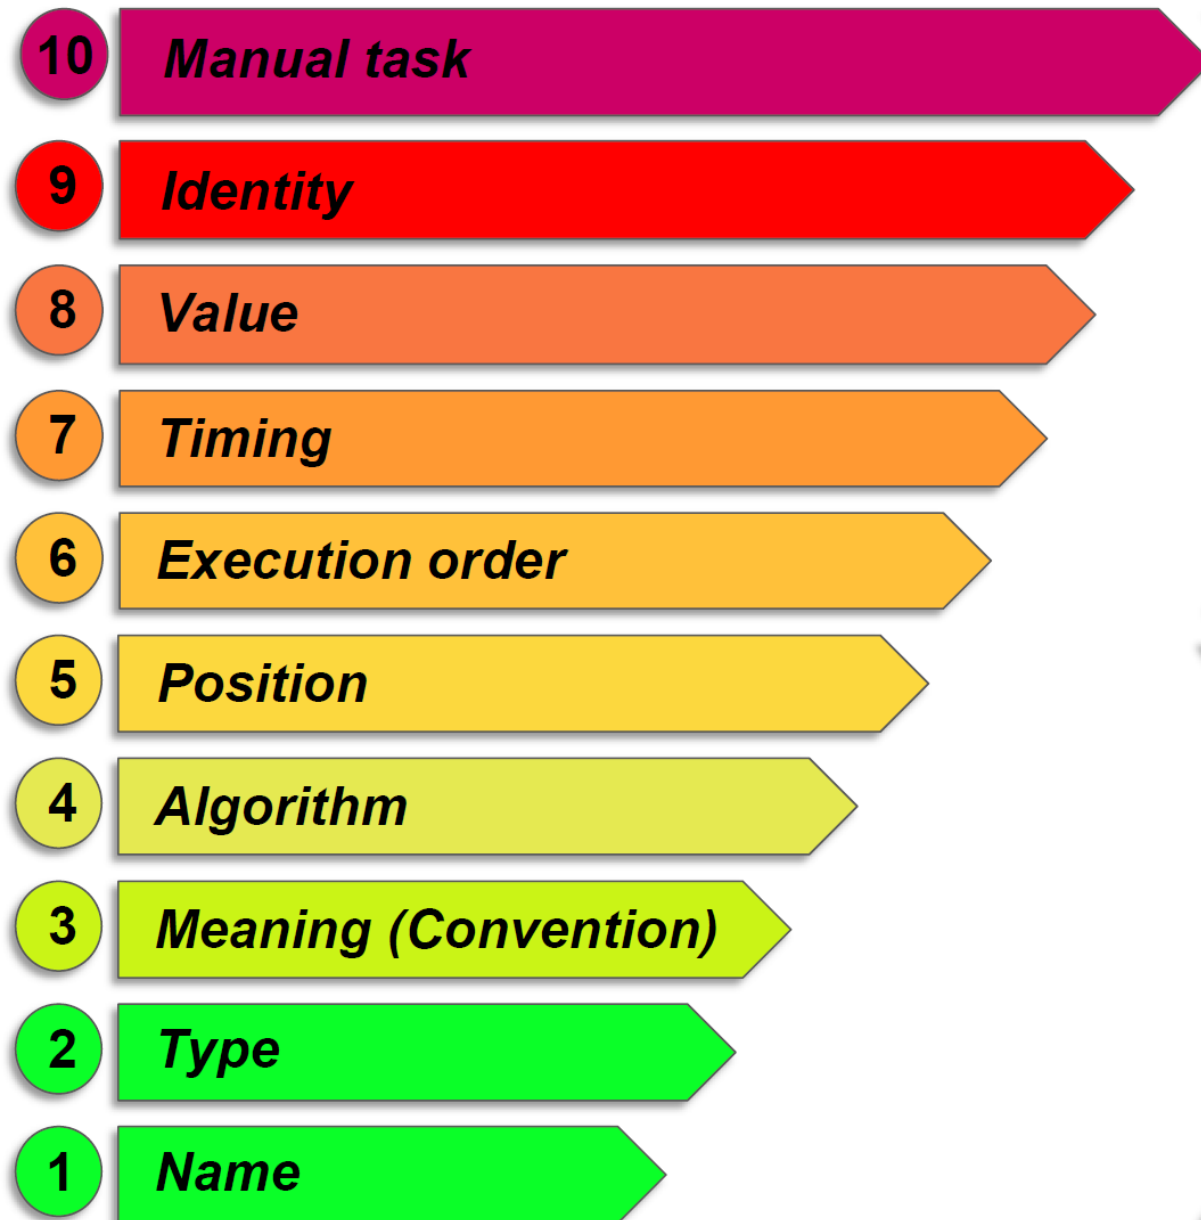 10 Manual task
9 Identity
8 Value
7 Timing
6 Execution order
5 Position
4 Algorithm
3 Meaning (Convention)
2 Type
1 Name